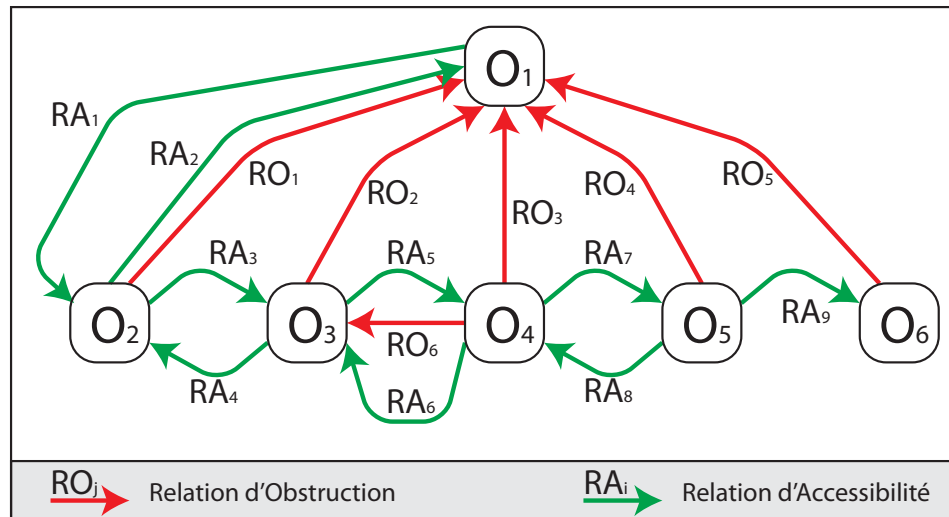 O1
RA1
RA2
RO1
RO2
RO3
RO4
RO5
RA3
RA5
RA7
RA9
O2
O3
O4
O5
O6
RO6
RA4
RA6
RA8
ROj Relation d'Obstruction
RAi Relation d'Accessibilité